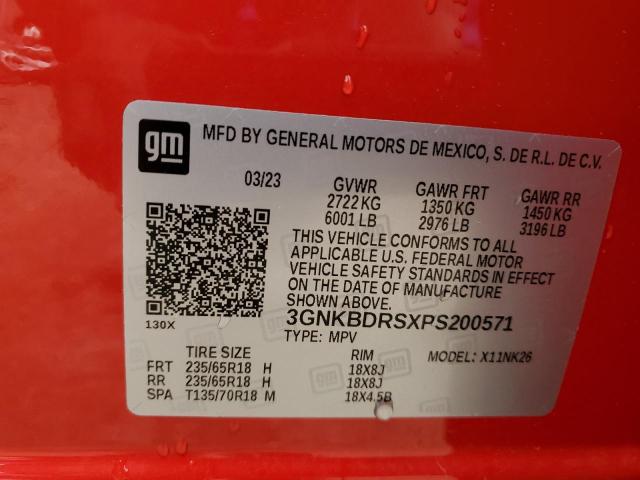 gm MFD BY GENERAL MOTORS DE MEXICO, S. DE R.L. DE C.V.
03/23 GVWR GAWR FRT GAWR RR
2722 KG 1350 KG 1450 KG
6001 LB 2976 LB 3196 LB
THIS VEHICLE CONFORMS TO ALL
APPLICABLE U.S. FEDERAL MOTOR
VEHICLE SAFETY STANDARDS IN EFFECT
ON THE DATE OF MANUFACTURE
SHOWN ABOVE.
130X 3GNKBDRSXPS200571
TYPE: MPV MODEL: X11NK26
TIRE SIZE RIM
FRT 235/65R18 H 18X8J
RR 235/65R18 H 18X8J
SPA T135/70R18 M 18X4.5B